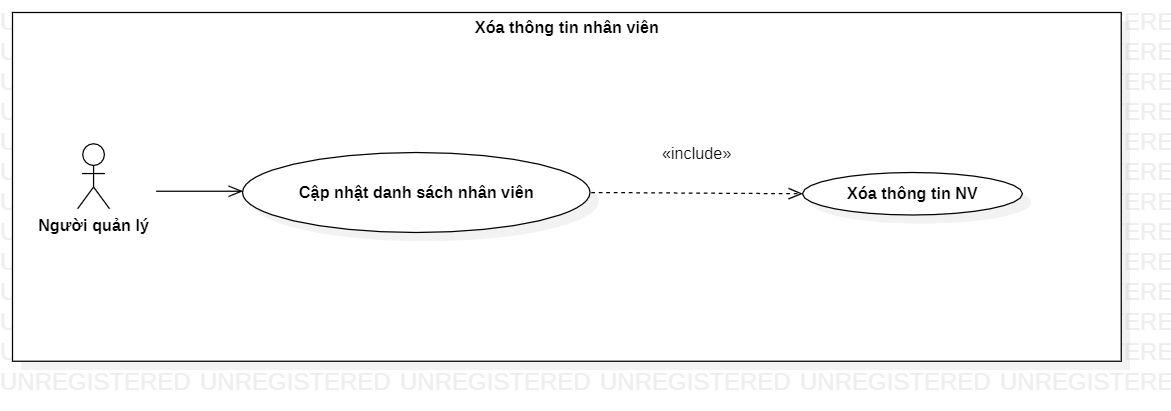 Xóa thông tin nhân viên
«include»
Cập nhật danh sách nhân viên
Xóa thông tin NV
Người quản lý
UNREGISTERED UNREGISTERED UNREGISTERED UNREGISTERED UNREGISTERED UNREGISTERE